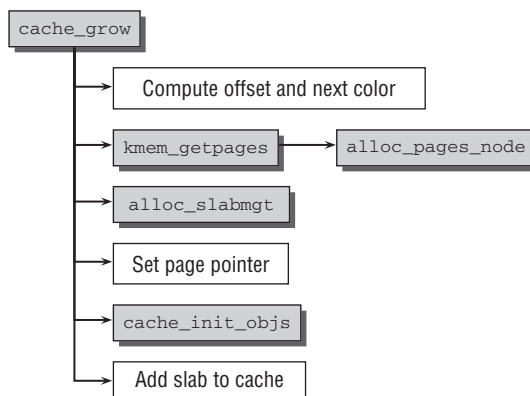 cache_grow
Compute offset and next color
kmem_getpages
alloc_pages_node
alloc_slabmgt
Set page pointer
cache_init_objs
Add slab to cache